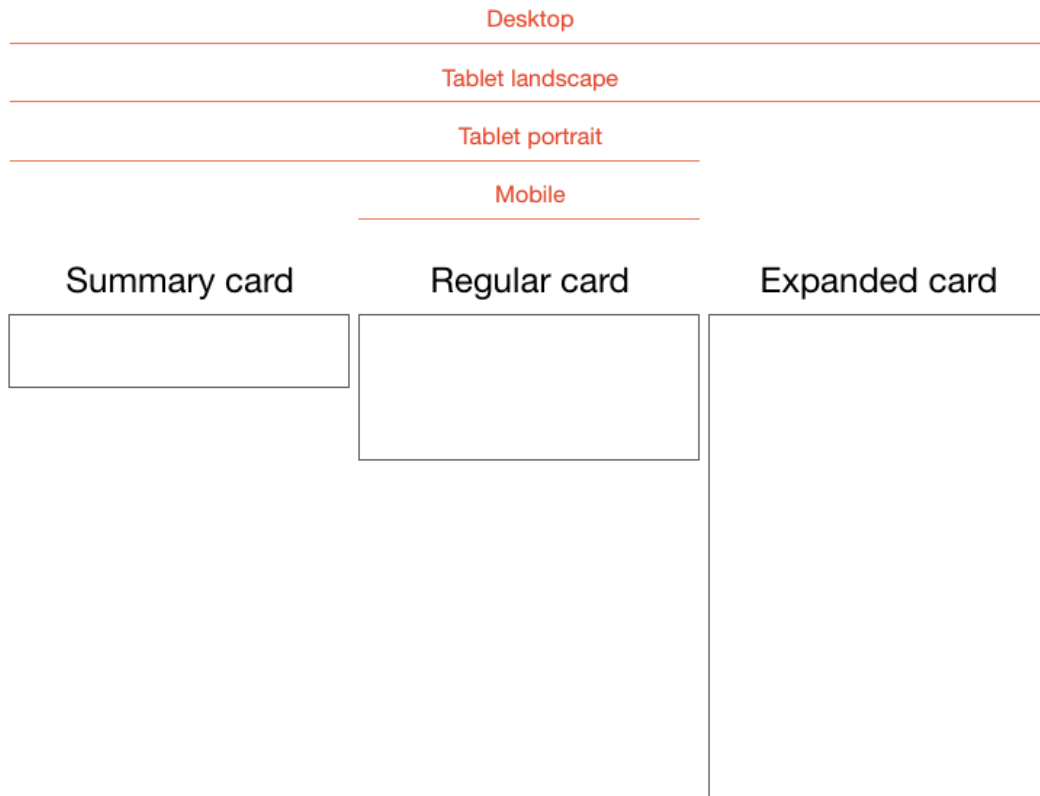 Desktop
Tablet landscape
Tablet portrait
Mobile
Summary card
Regular card
Expanded card